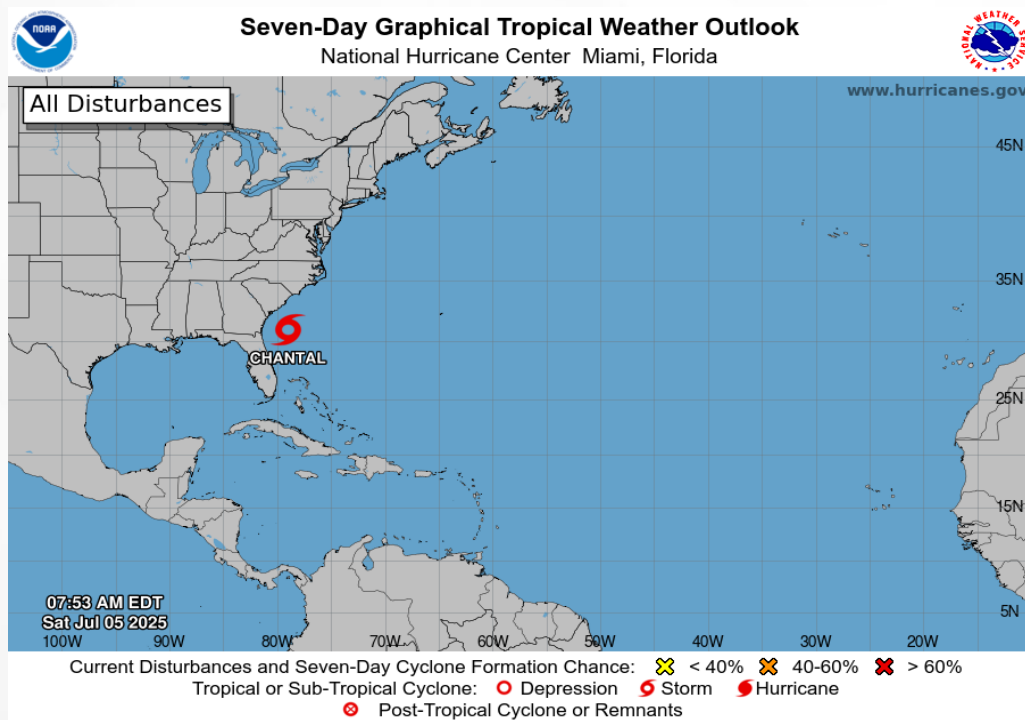 Seven-Day Graphical Tropical Weather Outlook
National Hurricane Center Miami, Florida
NOAA
All Disturbances
www.hurricanes.gov
45N
35N
CHANTAL
25N
15N
07:53 AM EDT
Sat Jul 05 2025
5N
100W 90W 80W 70W 60W 50W 40W 30W 20W
Current Disturbances and Seven-Day Cyclone Formation Chance: < 40% 40-60% > 60%
Tropical or Sub-Tropical Cyclone: Depression Storm Hurricane
Post-Tropical Cyclone or Remnants